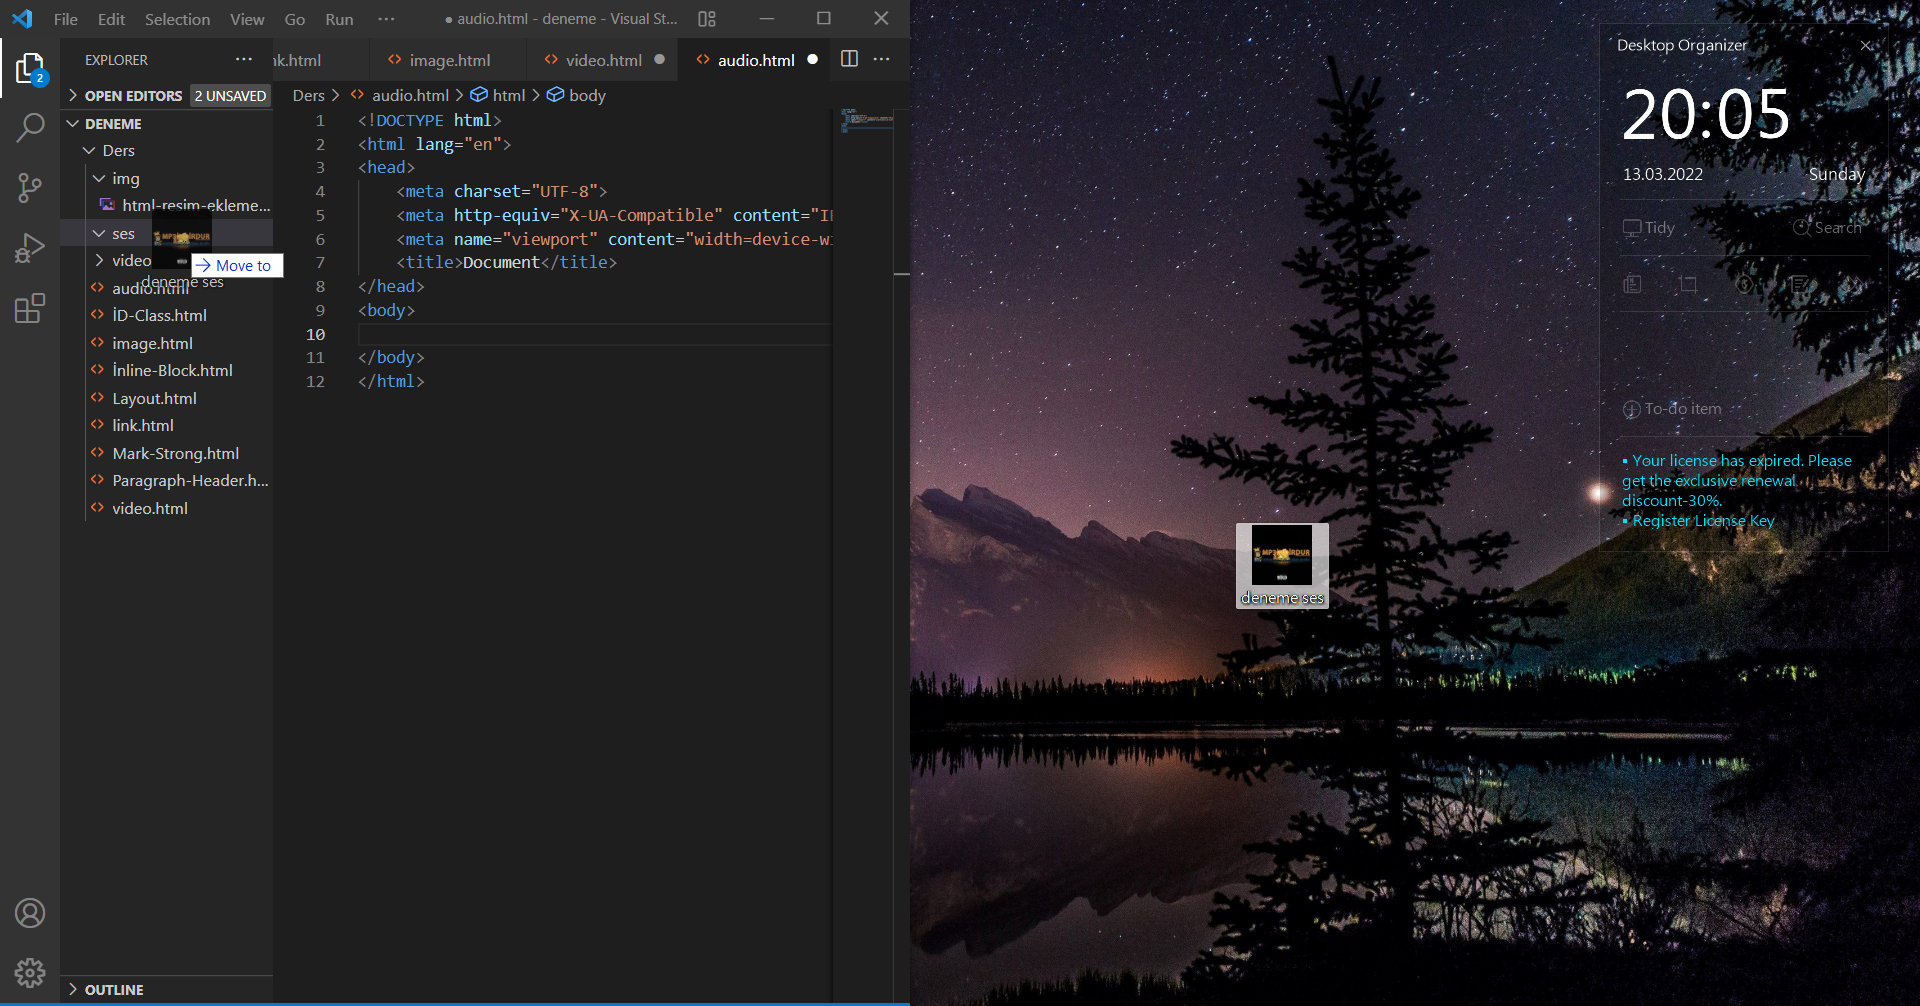 File Edit Selection View Go Run ··· ● audio.html - deneme - Visual St...
EXPLORER ···
nk.html image.html video.html audio.html ···
OPEN EDITORS 2 UNSAVED
Ders > audio.html > html > body
DENEME
Ders
img
html-resim-ekleme...
ses
video
audio.html
İD-Class.html
image.html
İnline-Block.html
Layout.html
link.html
Mark-Strong.html
Paragraph-Header.h...
video.html
Move to
deneme ses
2
OUTLINE
1 <!DOCTYPE html>
2 <html lang="en">
3 <head>
4 <meta charset="UTF-8">
5 <meta http-equiv="X-UA-Compatible" content="IE
6 <meta name="viewport" content="width=device-wi
7 <title>Document</title>
8 </head>
9 <body>
10
11 </body>
12 </html>
Desktop Organizer
20:05
13.03.2022 Sunday
Tidy Search
To-do item
▪ Your license has expired. Please
get the exclusive renewal
discount-30%.
▪ Register License Key
deneme ses